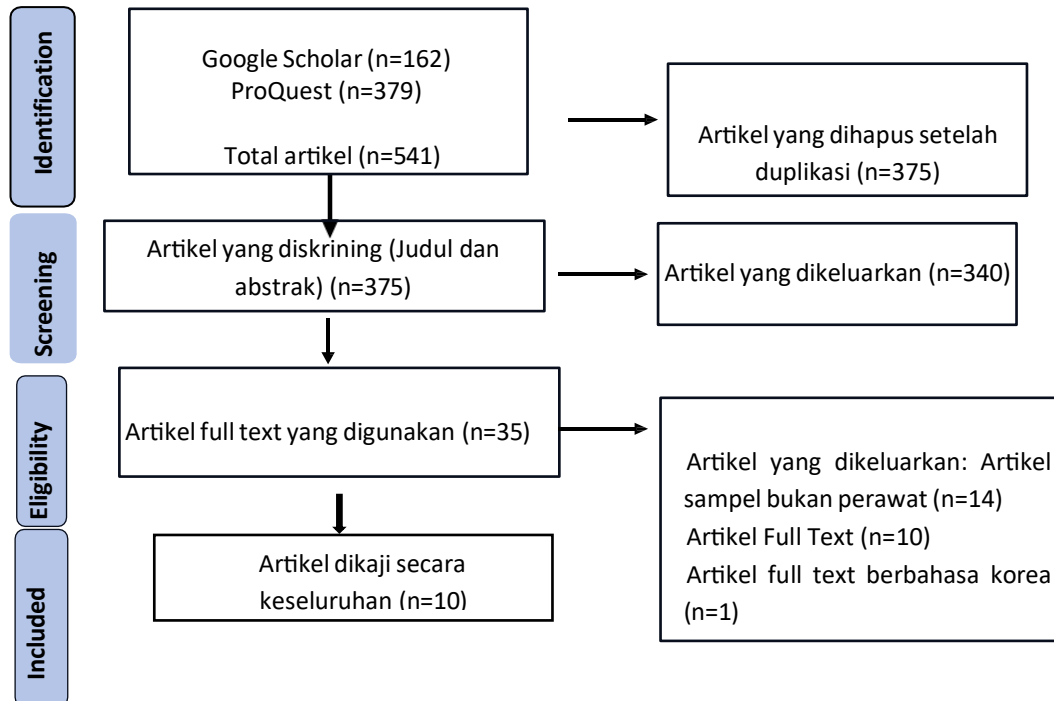 Identification
Google Scholar (n=162)
ProQuest (n=379)
Total artikel (n=541)
Artikel yang dihapus setelah
duplikasi (n=375)
Screening
Artikel yang diskrining (Judul dan
abstrak) (n=375)
Artikel yang dikeluarkan (n=340)
Eligibility
Artikel full text yang digunakan (n=35)
Artikel yang dikeluarkan: Artikel
sampel bukan perawat (n=14)
Artikel Full Text (n=10)
Artikel full text berbahasa korea
(n=1)
Included
Artikel dikaji secara
keseluruhan (n=10)